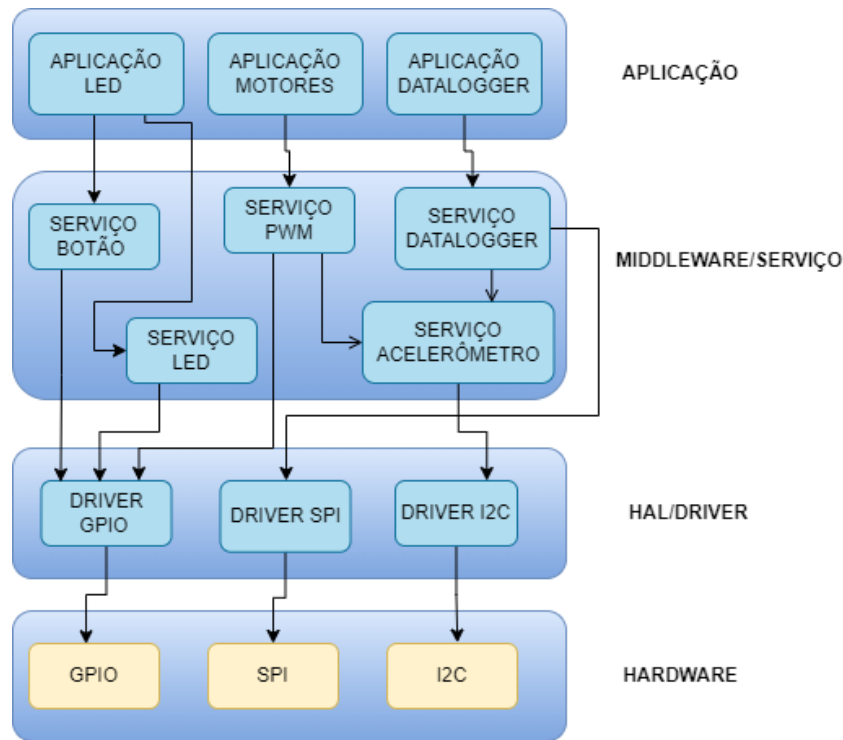 APLICAÇÃO
LED
APLICAÇÃO
MOTORES
APLICAÇÃO
DATALOGGER
APLICAÇÃO
SERVIÇO
BOTÃO
SERVIÇO
PWM
SERVIÇO
DATALOGGER
MIDDLEWARE/SERVIÇO
SERVIÇO
LED
SERVIÇO
ACELERÔMETRO
DRIVER
GPIO
DRIVER SPI
DRIVER I2C
HAL/DRIVER
GPIO
SPI
I2C
HARDWARE